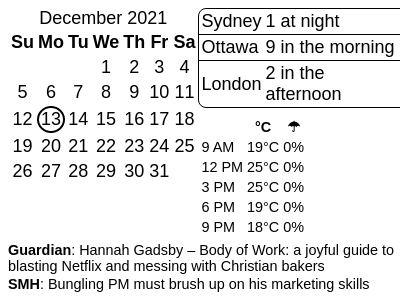 December 2021
Su Mo Tu We Th Fr Sa
1 2 3 4
5 6 7 8 9 10 11
12 13 14 15 16 17 18
19 20 21 22 23 24 25
26 27 28 29 30 31
Sydney 1 at night
Ottawa 9 in the morning
London 2 in the
afternoon
°C ☂
9 AM 19°C 0%
12 PM 25°C 0%
3 PM 25°C 0%
6 PM 19°C 0%
9 PM 18°C 0%
Guardian: Hannah Gadsby – Body of Work: a joyful guide to
blasting Netflix and messing with Christian bakers
SMH: Bungling PM must brush up on his marketing skills